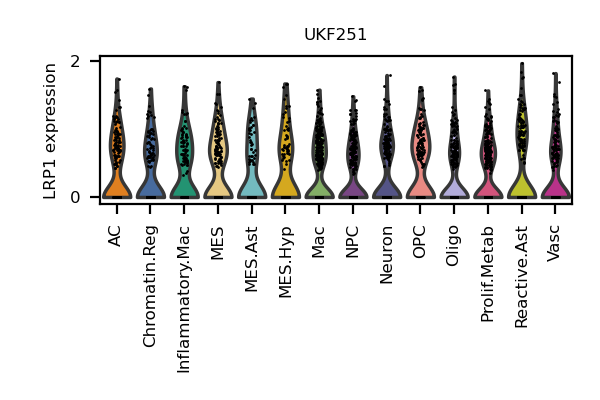 UKF251
LRP1 expression
2
0
AC
Chromatin.Reg
Inflammatory.Mac
MES
MES.Ast
MES.Hyp
Mac
NPC
Neuron
OPC
Oligo
Prolif.Metab
Reactive.Ast
Vasc